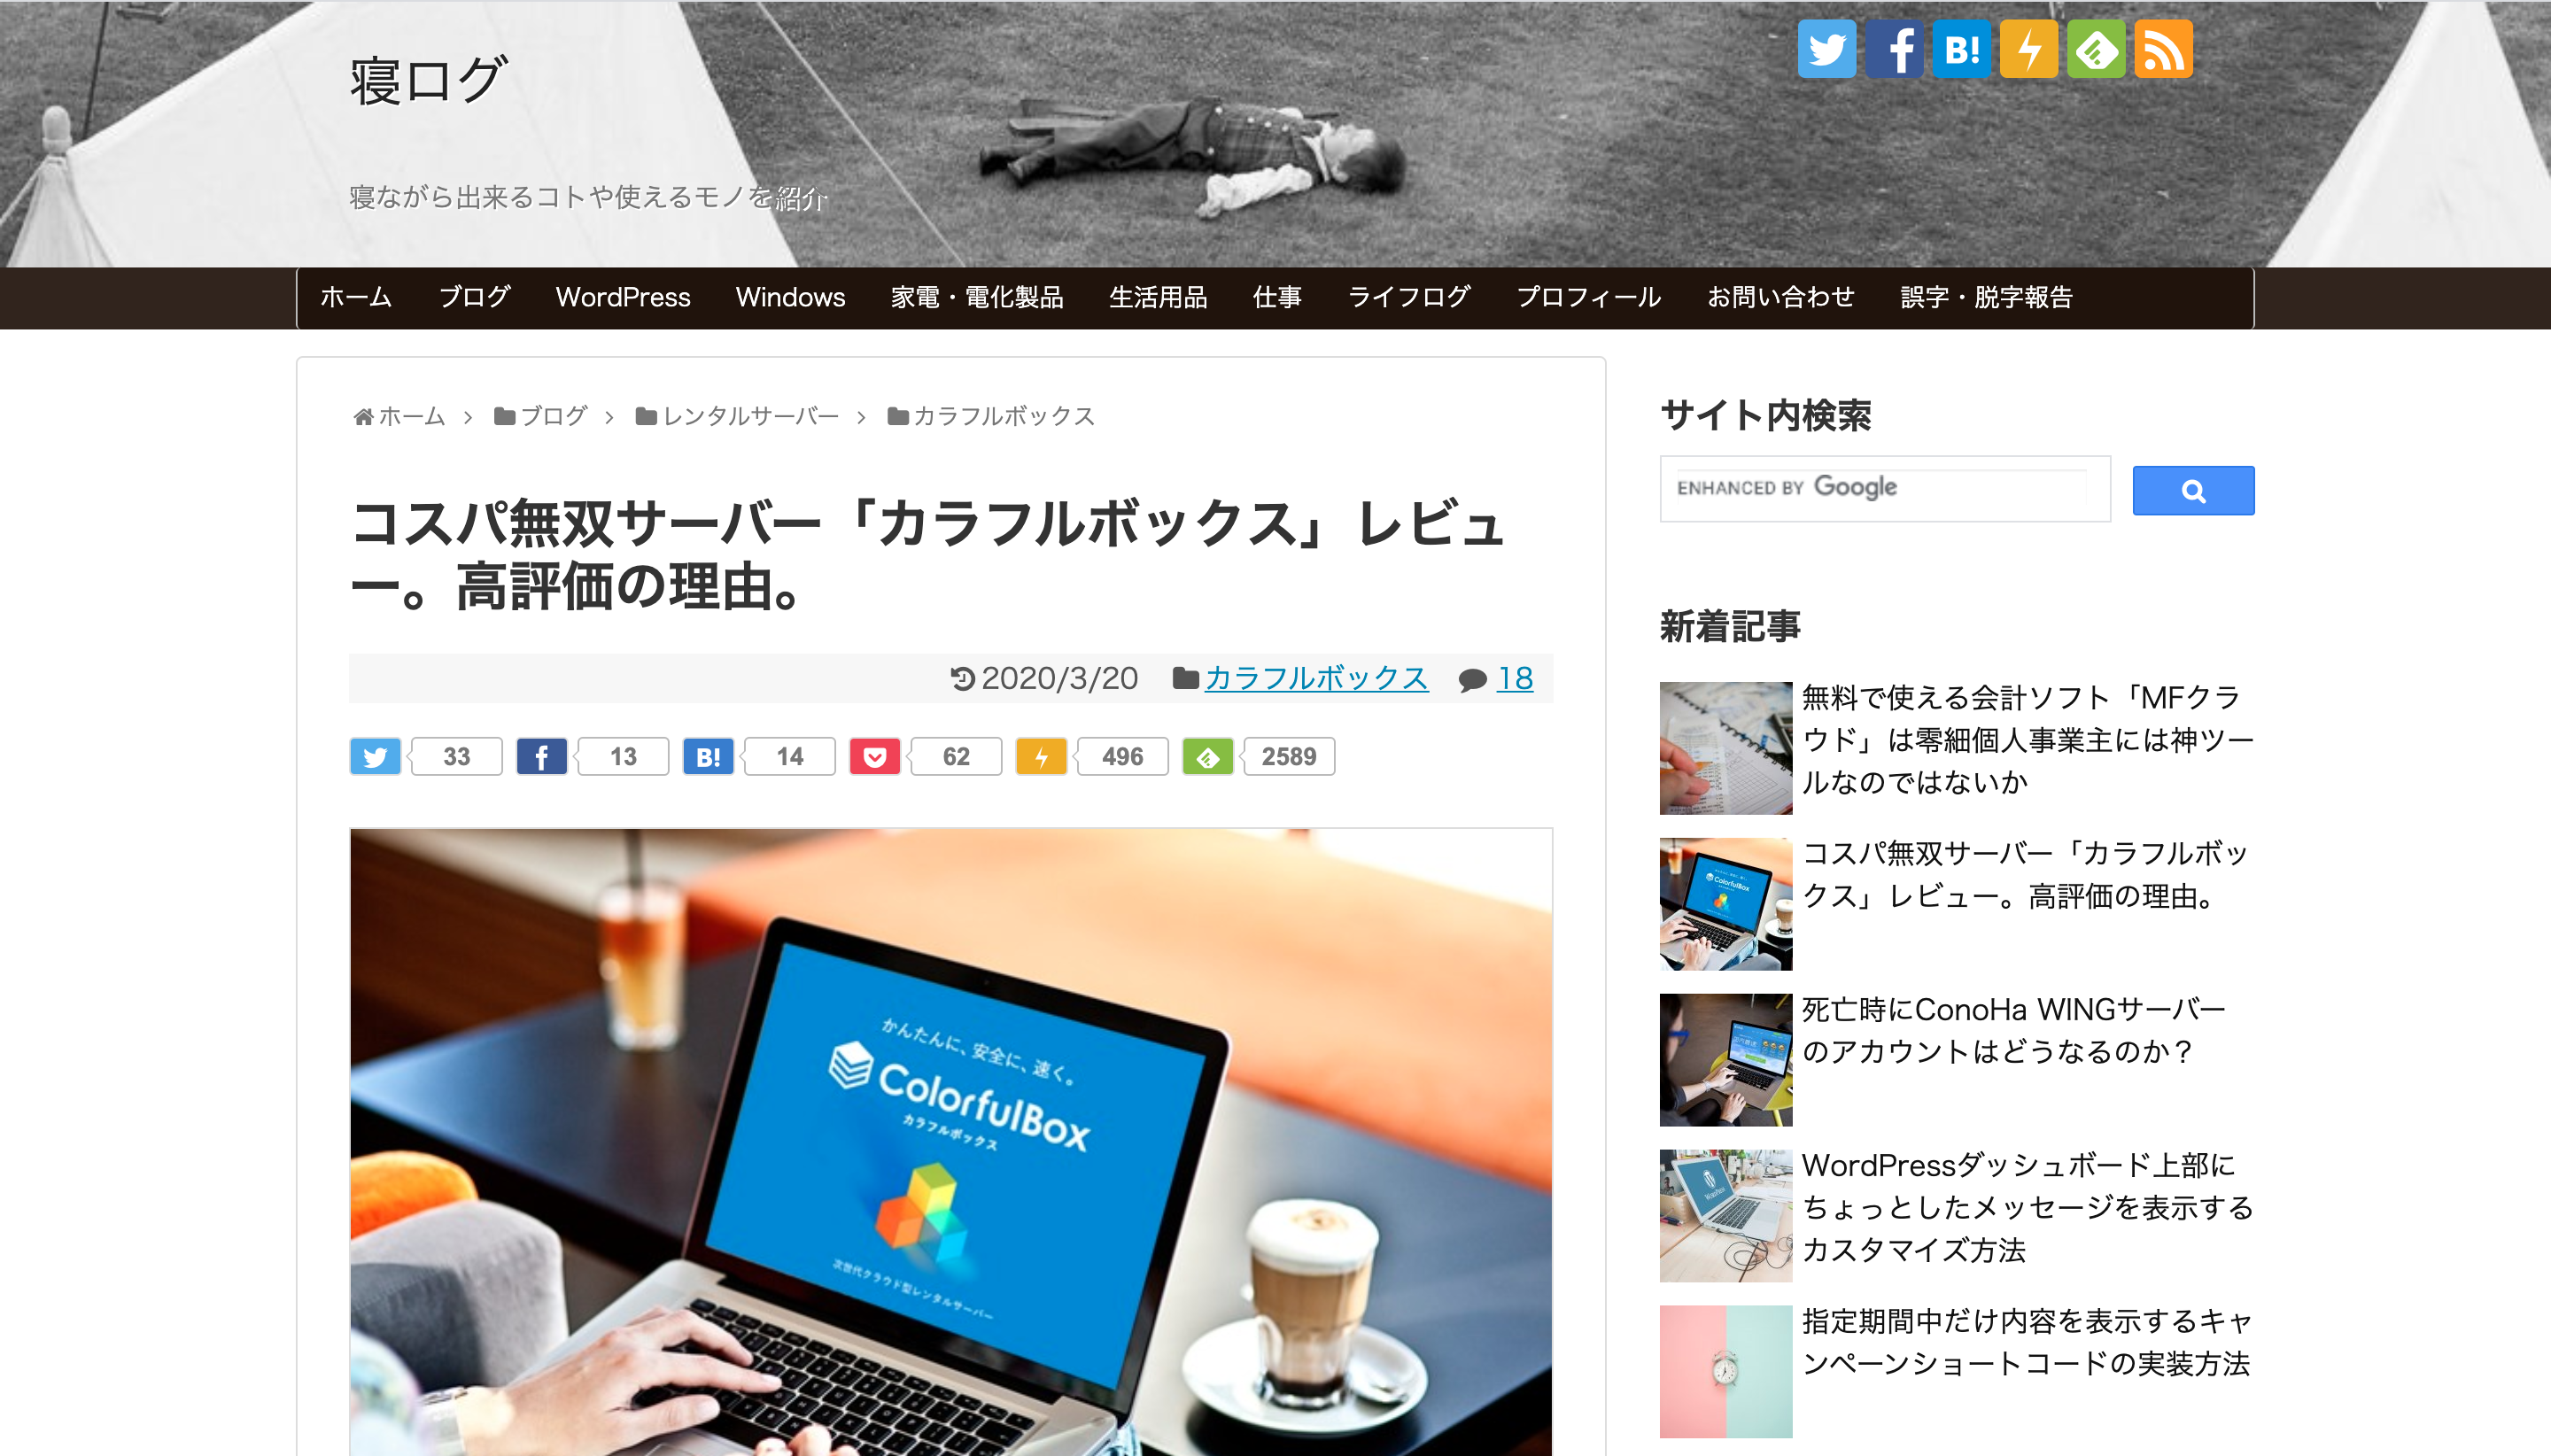 寝ログ
B!
寝ながら出来るコトや使えるモノを紹介
ホーム ブログ WordPress Windows 家電・電化製品 生活用品 仕事 ライフログ プロフィール お問い合わせ 誤字・脱字報告
ホーム › ブログ › レンタルサーバー › カラフルボックス
コスパ無双サーバー「カラフルボックス」レビュ
ー。高評価の理由。
2020/3/20 カラフルボックス 18
33 13 B! 14 62 496 2589
かんたんに、安全に、速く。
ColorfulBox
カラフルボックス
次世代クラウド型レンタルサーバー
サイト内検索
ENHANCED BY Google
新着記事
無料で使える会計ソフト「MFクラ
ウド」は零細個人事業主には神ツー
ルなのではないか
コスパ無双サーバー「カラフルボッ
クス」レビュー。高評価の理由。
ColorfulBox
死亡時にConoHa WINGサーバー
のアカウントはどうなるのか？
WordPressダッシュボード上部に
ちょっとしたメッセージを表示する
カスタマイズ方法
WordPress
指定期間中だけ内容を表示するキャ
ンペーンショートコードの実装方法